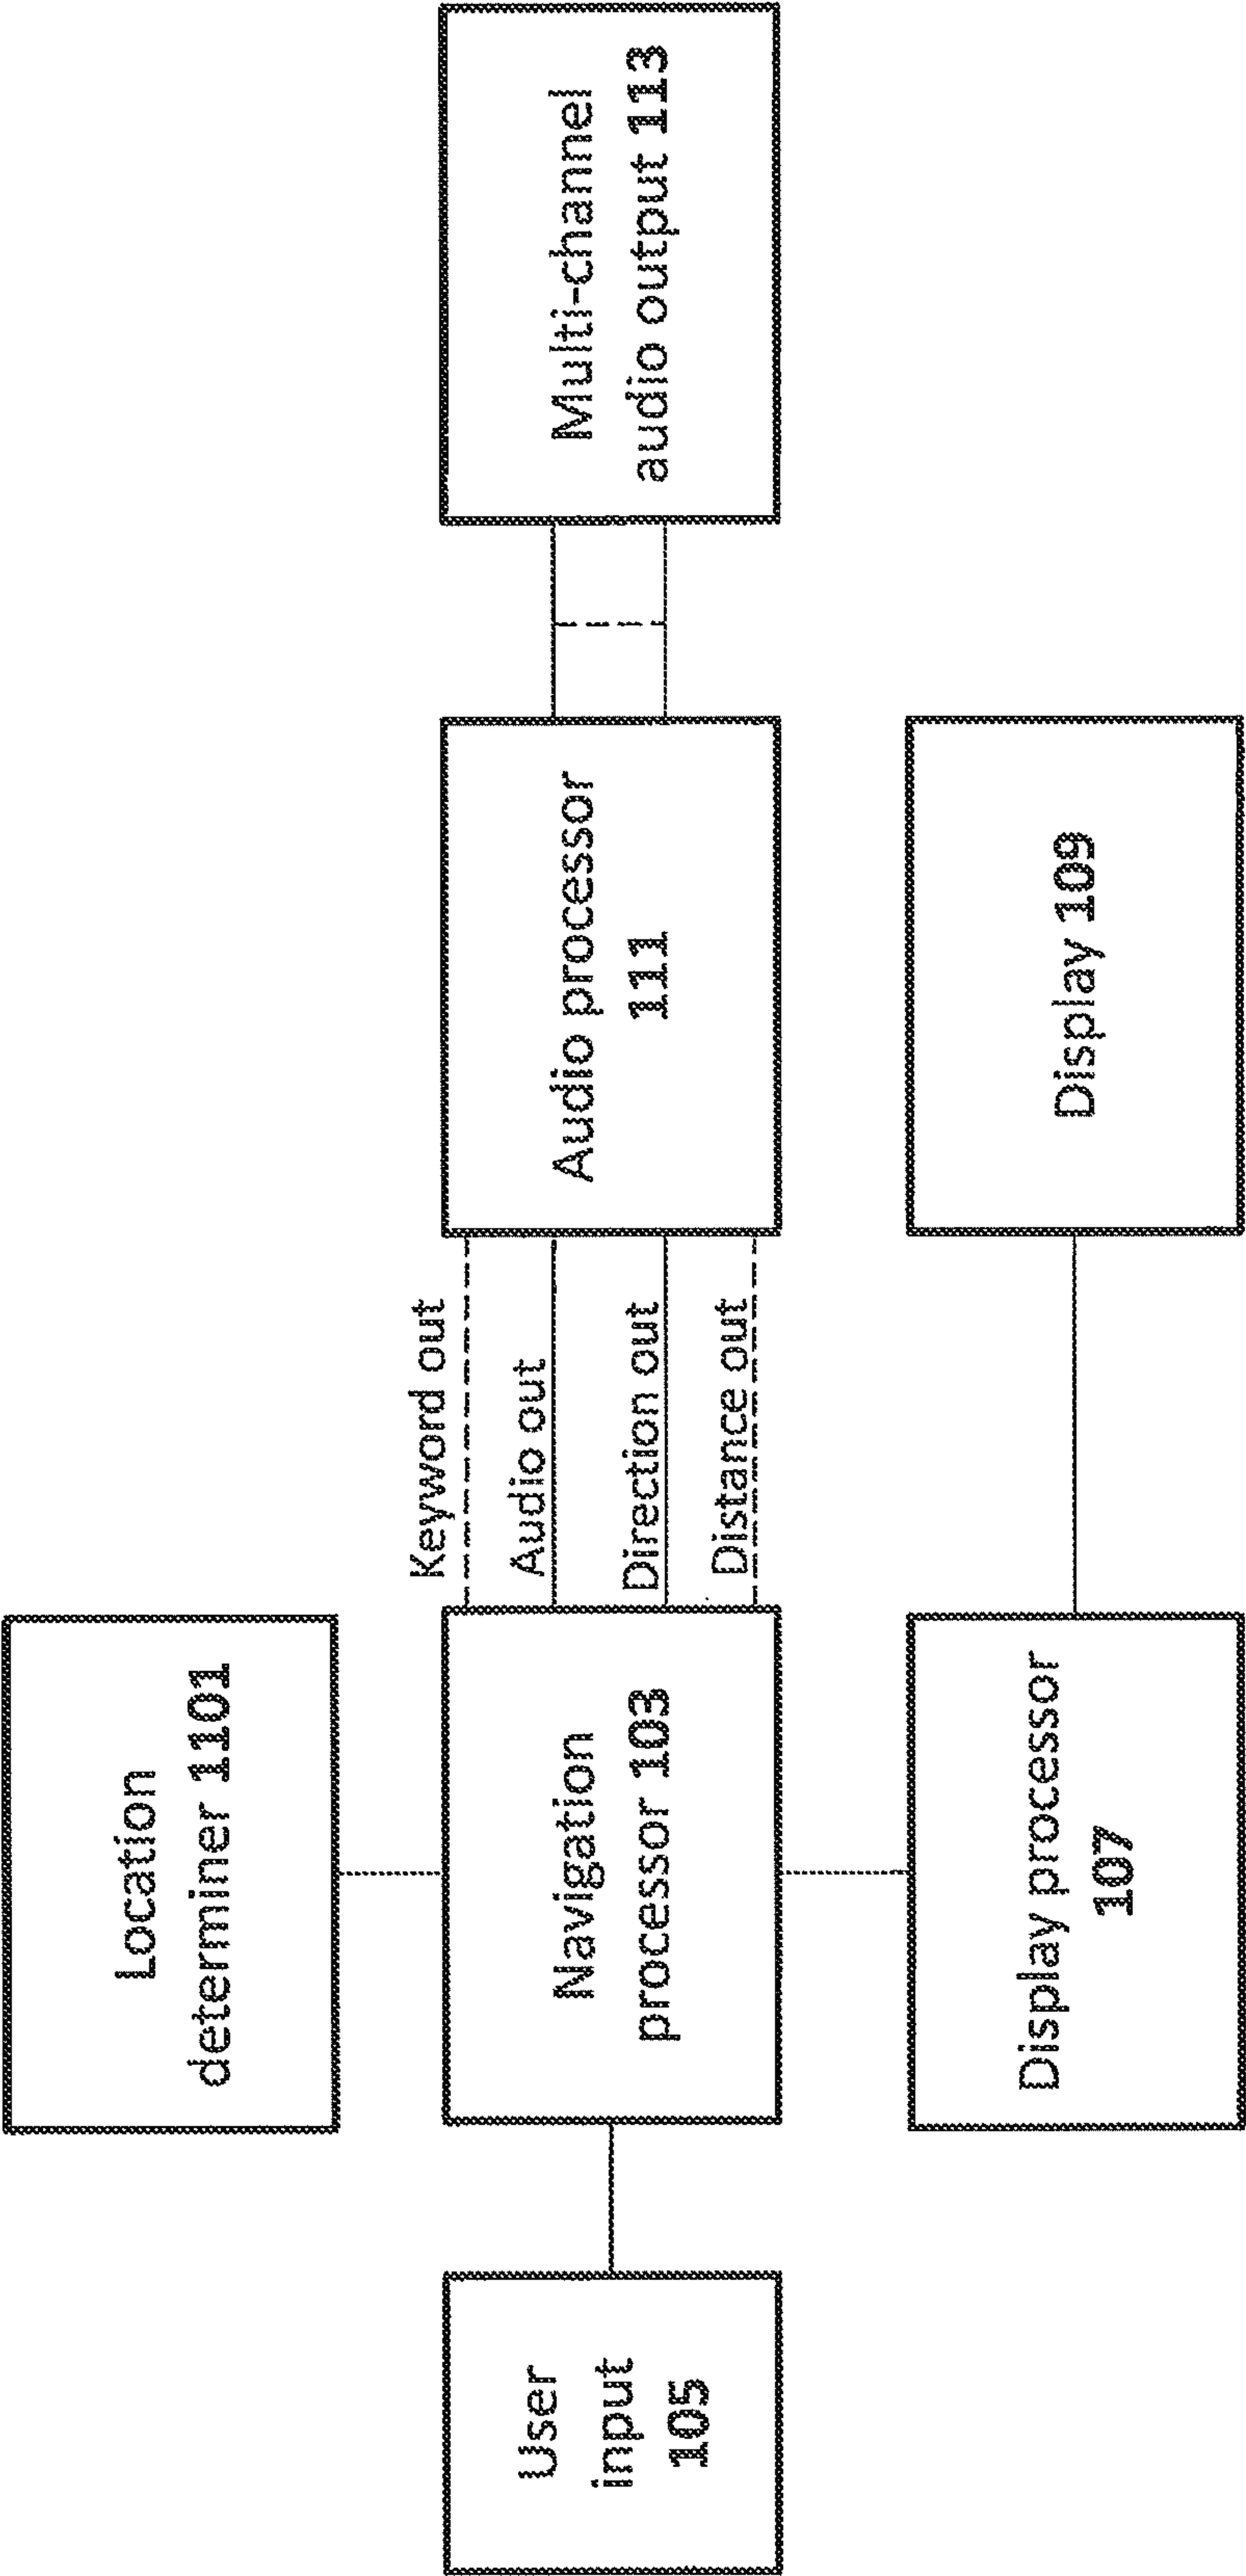 Location
determiner 1101
User
input
105
Navigation
processor 103
Keyword out
Audio out
Direction out
Distance out
Audio processor
111
Multi-channel
audio output 113
Display processor
107
Display 109